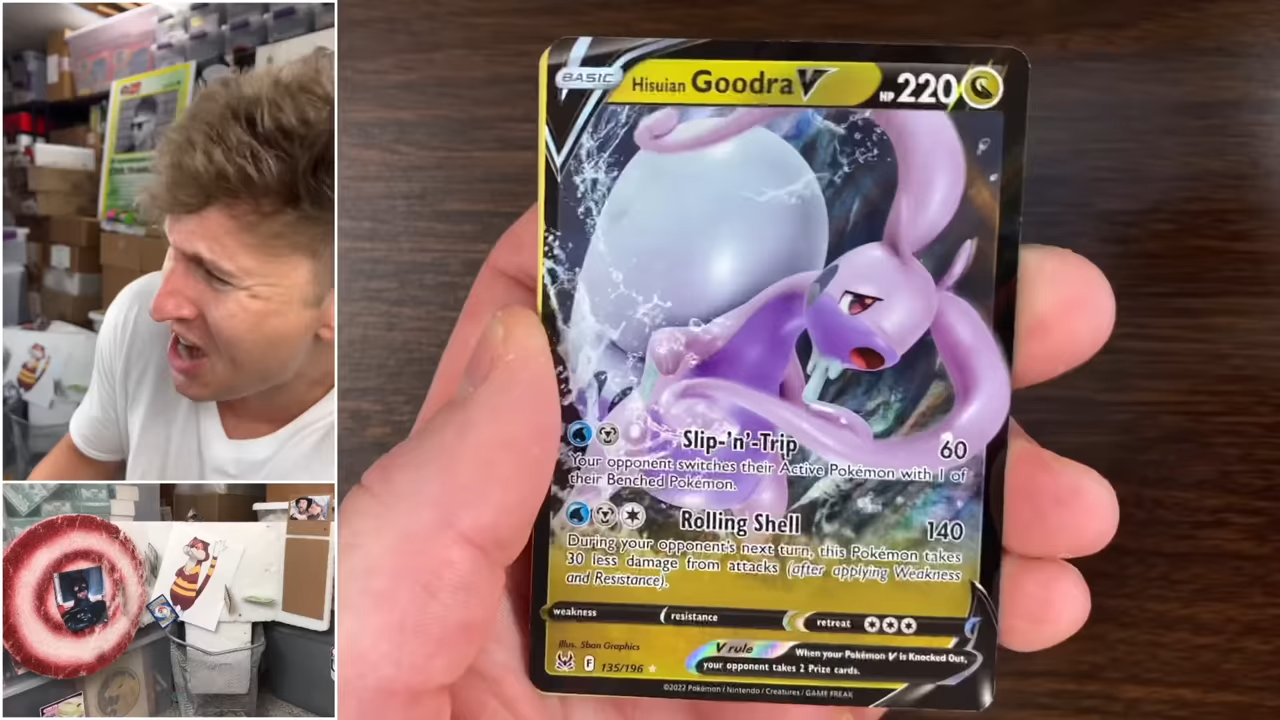 BASIC
Hisuian Goodra V
HP 220
Slip-'n'-Trip 60
Your opponent switches their Active Pokémon with 1 of
their Benched Pokémon.
Rolling Shell 140
During your opponent's next turn, this Pokémon takes
30 less damage from attacks (after applying Weakness
and Resistance).
weakness resistance retreat
Illus. 5ban Graphics
V rule When your Pokémon V is Knocked Out,
your opponent takes 2 Prize cards.
F 135/196
©2022 Pokémon / Nintendo / Creatures / GAME FREAK